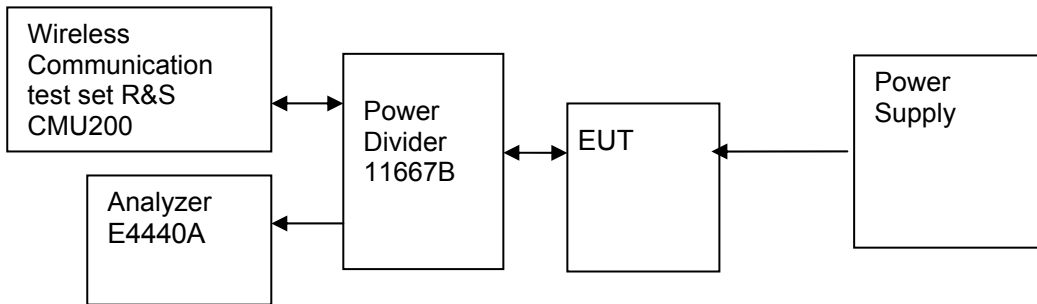 Wireless
Communication
test set R&S
CMU200
Analyzer
E4440A
Power
Divider
11667B
EUT
Power
Supply